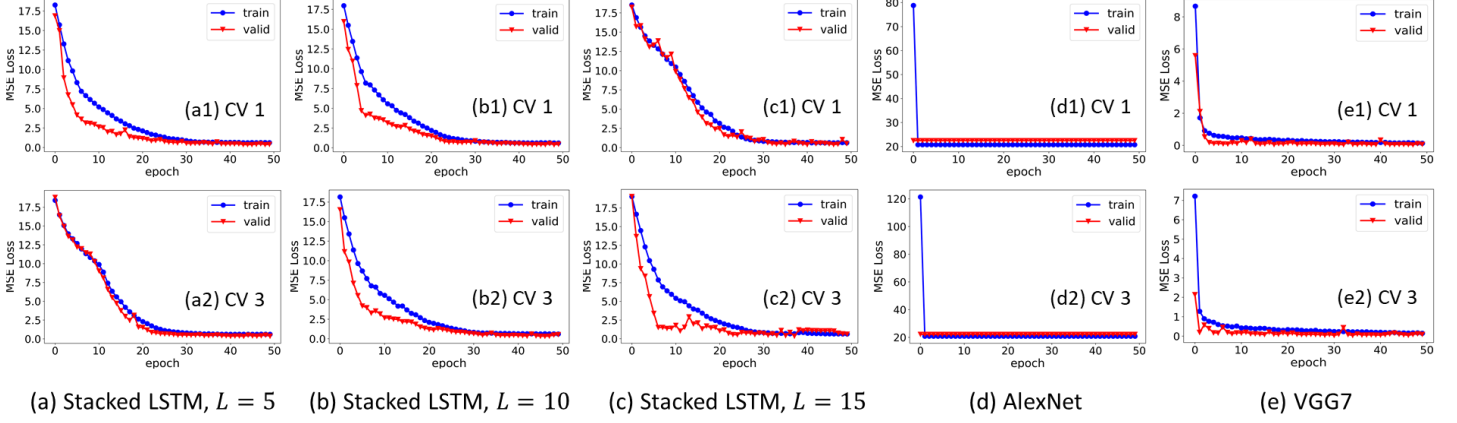 17.5
15.0
12.5
10.0
7.5
5.0
2.5
0.0
MSE Loss
train
valid
(a1) CV 1
0 10 20 30 40 50
epoch
17.5
15.0
12.5
10.0
7.5
5.0
2.5
0.0
MSE Loss
train
valid
(b1) CV 1
0 10 20 30 40 50
epoch
17.5
15.0
12.5
10.0
7.5
5.0
2.5
0.0
MSE Loss
train
valid
(c1) CV 1
0 10 20 30 40 50
epoch
80
70
60
50
40
30
20
MSE Loss
train
valid
(d1) CV 1
0 10 20 30 40 50
epoch
8
6
4
2
0
MSE Loss
train
valid
(e1) CV 1
0 10 20 30 40 50
epoch
17.5
15.0
12.5
10.0
7.5
5.0
2.5
0.0
MSE Loss
train
valid
(a2) CV 3
0 10 20 30 40 50
epoch
17.5
15.0
12.5
10.0
7.5
5.0
2.5
0.0
MSE Loss
train
valid
(b2) CV 3
0 10 20 30 40 50
epoch
17.5
15.0
12.5
10.0
7.5
5.0
2.5
0.0
MSE Loss
train
valid
(c2) CV 3
0 10 20 30 40 50
epoch
120
100
80
60
40
20
MSE Loss
train
valid
(d2) CV 3
0 10 20 30 40 50
epoch
7
6
5
4
3
2
1
0
MSE Loss
train
valid
(e2) CV 3
0 10 20 30 40 50
epoch
(a) Stacked LSTM, L = 5
(b) Stacked LSTM, L = 10
(c) Stacked LSTM, L = 15
(d) AlexNet
(e) VGG7